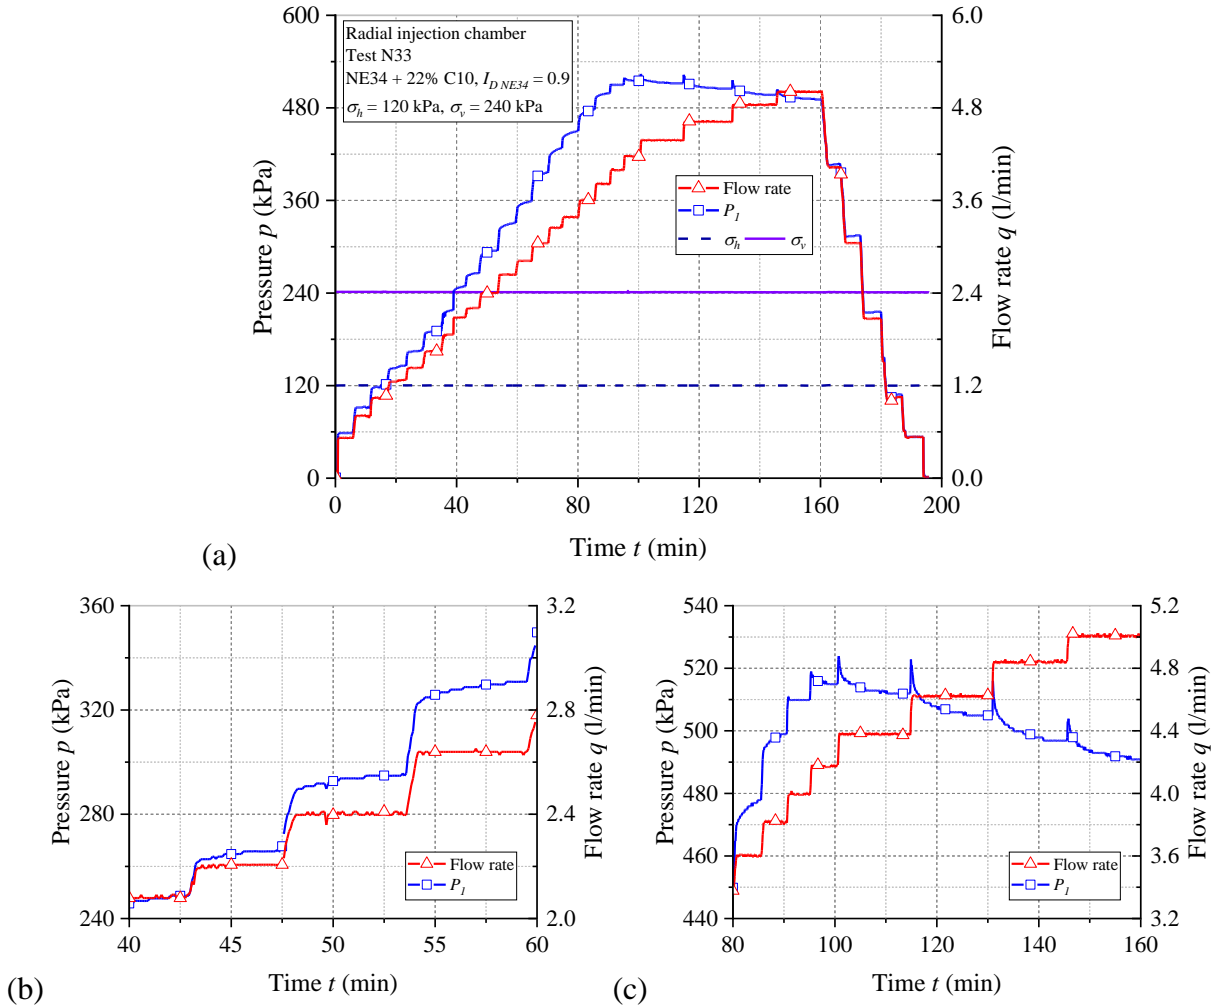 600
480
360
240
120
0
Pressure p (kPa)
Radial injection chamber
Test N33
NE34 + 22% C10, I_D NE34 = 0.9
σ_h = 120 kPa, σ_v = 240 kPa
Flow rate
P_1
σ_h σ_v
6.0
4.8
3.6
2.4
1.2
0.0
Flow rate q (l/min)
0 40 80 120 160 200
Time t (min)
(a)
360
320
280
240
Pressure p (kPa)
Flow rate
P_1
3.2
2.8
2.4
2.0
Flow rate q (l/min)
40 45 50 55 60
Time t (min)
(b)
540
520
500
480
460
440
Pressure p (kPa)
Flow rate
P_1
5.2
4.8
4.4
4.0
3.6
3.2
Flow rate q (l/min)
80 100 120 140 160
Time t (min)
(c)